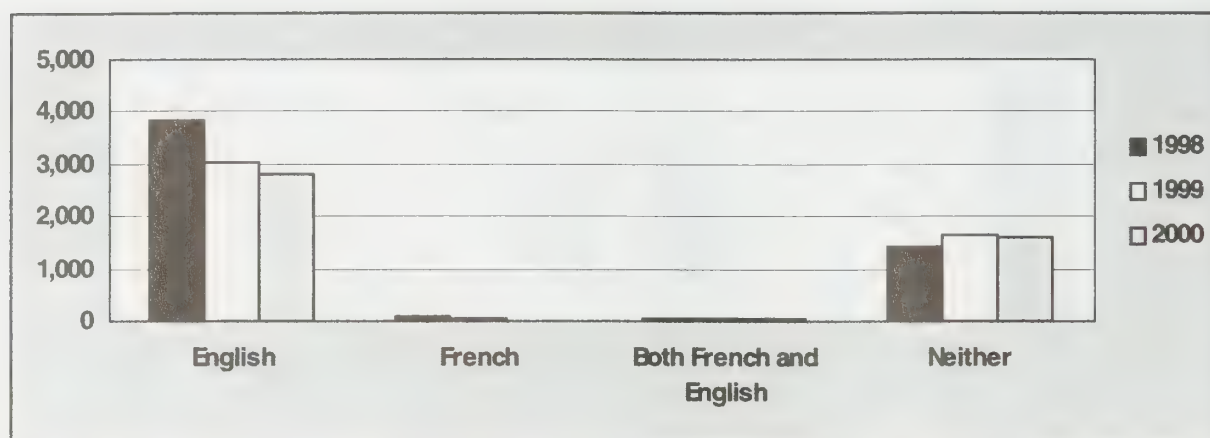 5,000
4,000
3,000
2,000
1,000
0
English
French
Both French and
English
Neither
1998
1999
2000